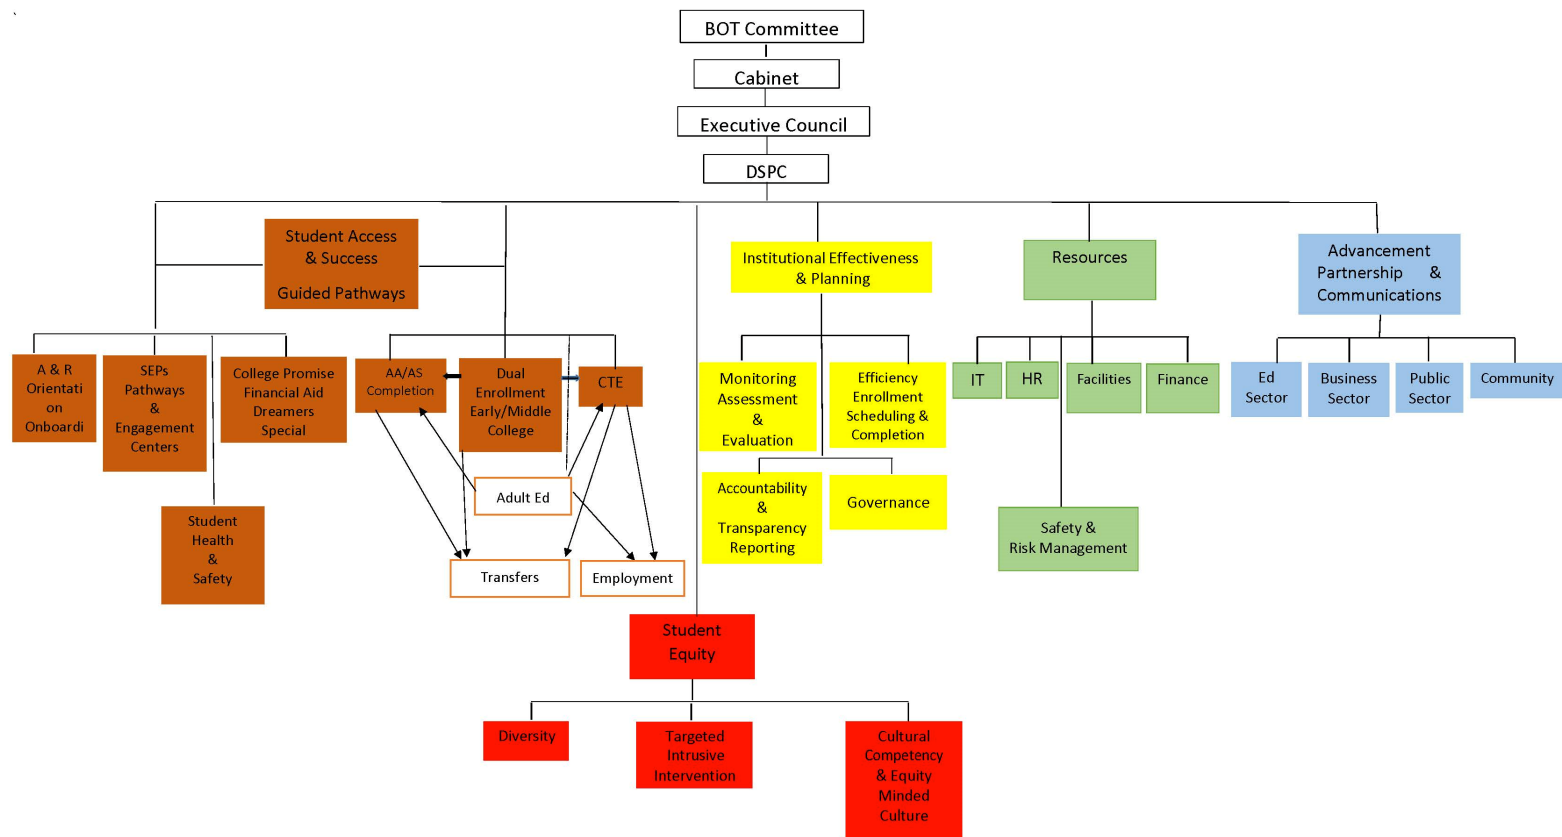 BOT Committee
Cabinet
Executive Council
DSPC
Student Access
& Success
Guided Pathways
Institutional Effectiveness
& Planning
Resources
Advancement
Partnership &
Communications
A & R
Orientati
on
Onboardi
SEPs
Pathways
&
Engagement
Centers
College Promise
Financial Aid
Dreamers
Special
AA/AS
Completion
Dual
Enrollment
Early/Middle
College
CTE
Monitoring
Assessment
&
Evaluation
Efficiency
Enrollment
Scheduling &
Completion
IT
HR
Facilities
Finance
Ed
Sector
Business
Sector
Public
Sector
Community
Adult Ed
Accountability
&
Transparency
Reporting
Governance
Student
Health
&
Safety
Safety &
Risk Management
Transfers
Employment
Student
Equity
Diversity
Targeted
Intrusive
Intervention
Cultural
Competency
& Equity
Minded
Culture